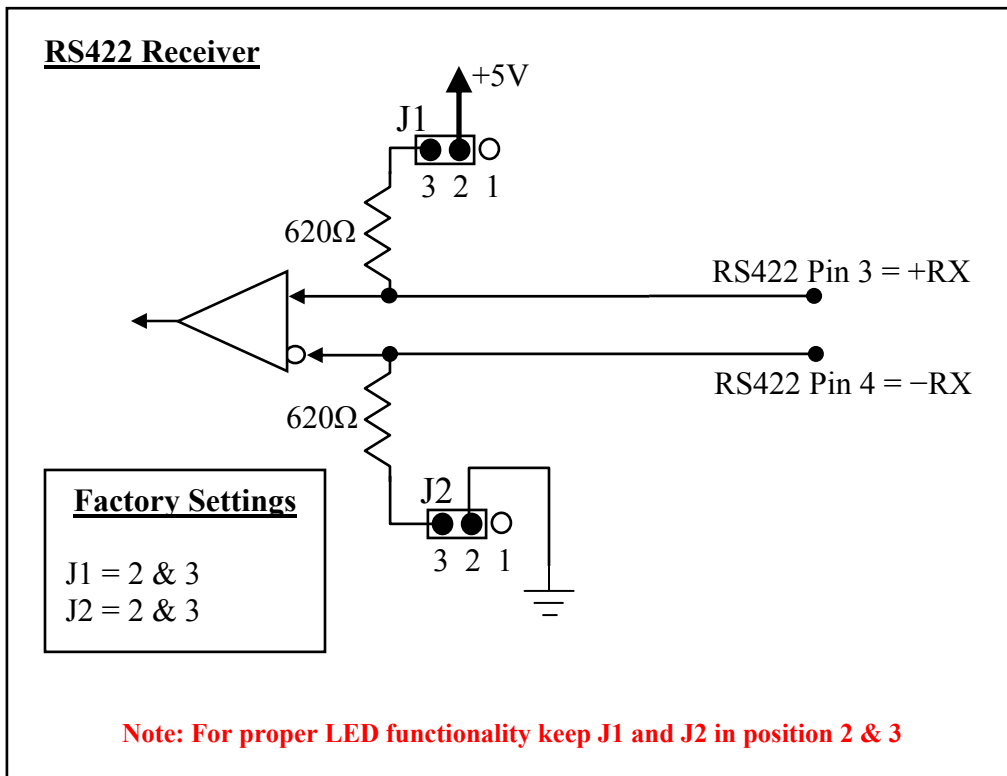 RS422 Receiver
+5V
J1
3 2 1
620Ω
RS422 Pin 3 = +RX
RS422 Pin 4 = −RX
620Ω
J2
3 2 1
Factory Settings
J1 = 2 & 3
J2 = 2 & 3
Note: For proper LED functionality keep J1 and J2 in position 2 & 3